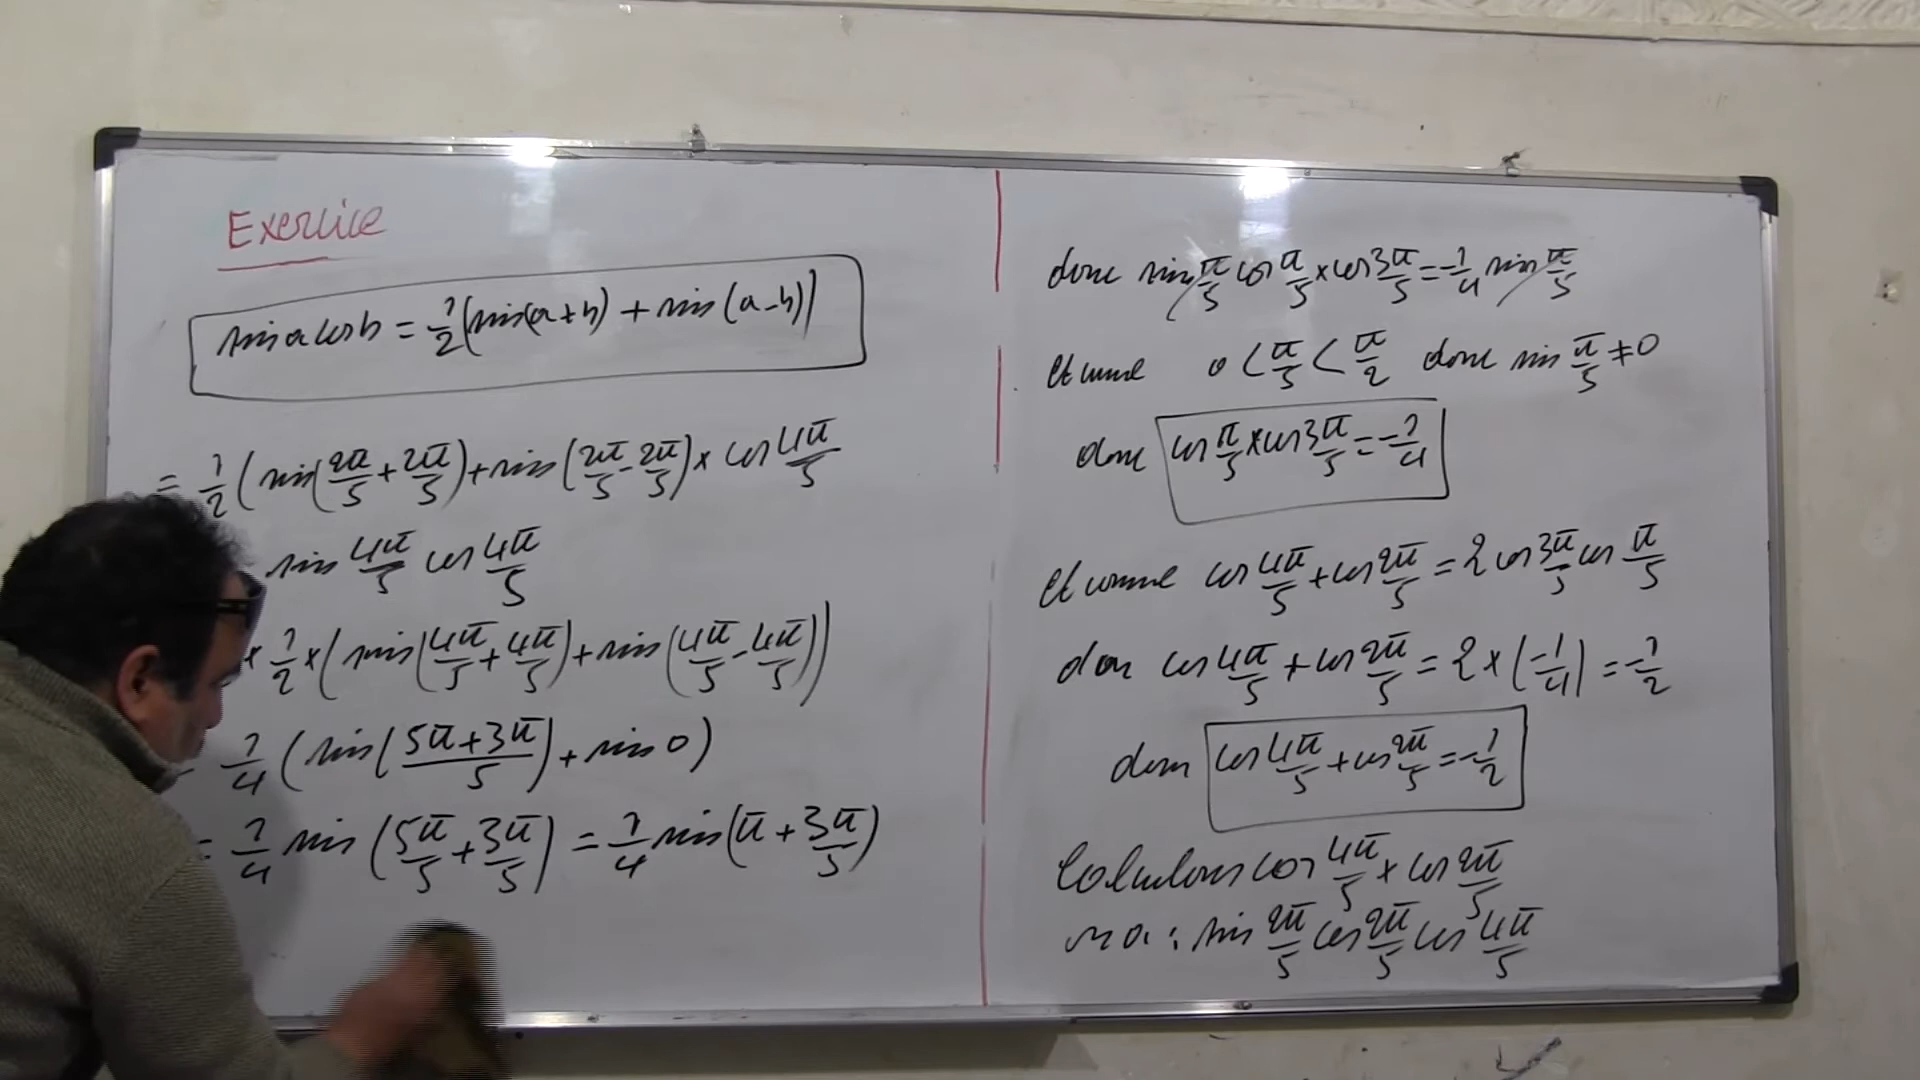 Exercice
sin a cos b = 1/2 (sin(a+b) + sin(a-b))
= 1/2 (sin(2π/5 + 2π/5) + sin(2π/5 - 2π/5) × cos 4π/5
sin 4π/5 cos 4π/5
× 1/2 × (sin(4π/5 + 4π/5) + sin(4π/5 - 4π/5))
= 1/4 (sin((5π+3π)/5) + sin 0)
= 1/4 sin(5π/5 + 3π/5) = 1/4 sin(π + 3π/5)
donc sin π/5 cos π/5 × cos 3π/5 = -1/4 sin π/5
et comme 0 < π/5 < π/2 donc sin π/5 ≠ 0
donc cos π/5 × cos 3π/5 = -1/4
et comme cos 4π/5 + cos 2π/5 = 2 cos 3π/5 cos π/5
don cos 4π/5 + cos 2π/5 = 2 × (-1/4) = -1/2
donc cos 4π/5 + cos 2π/5 = -1/2
Calculons cos 4π/5 × cos 2π/5
na : sin 2π/5 cos 2π/5 cos 4π/5